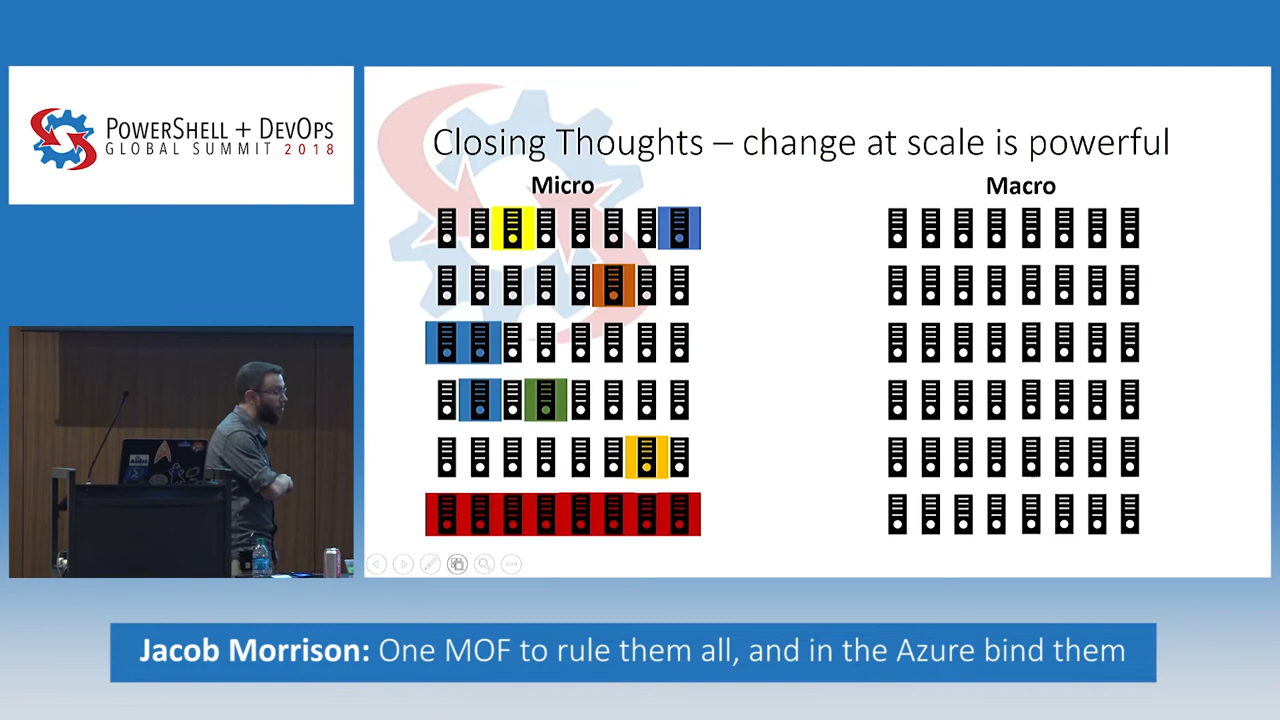 POWERSHELL + DEVOPS
GLOBAL SUMMIT 2018
Closing Thoughts – change at scale is powerful
Micro
Macro
Jacob Morrison: One MOF to rule them all, and in the Azure bind them